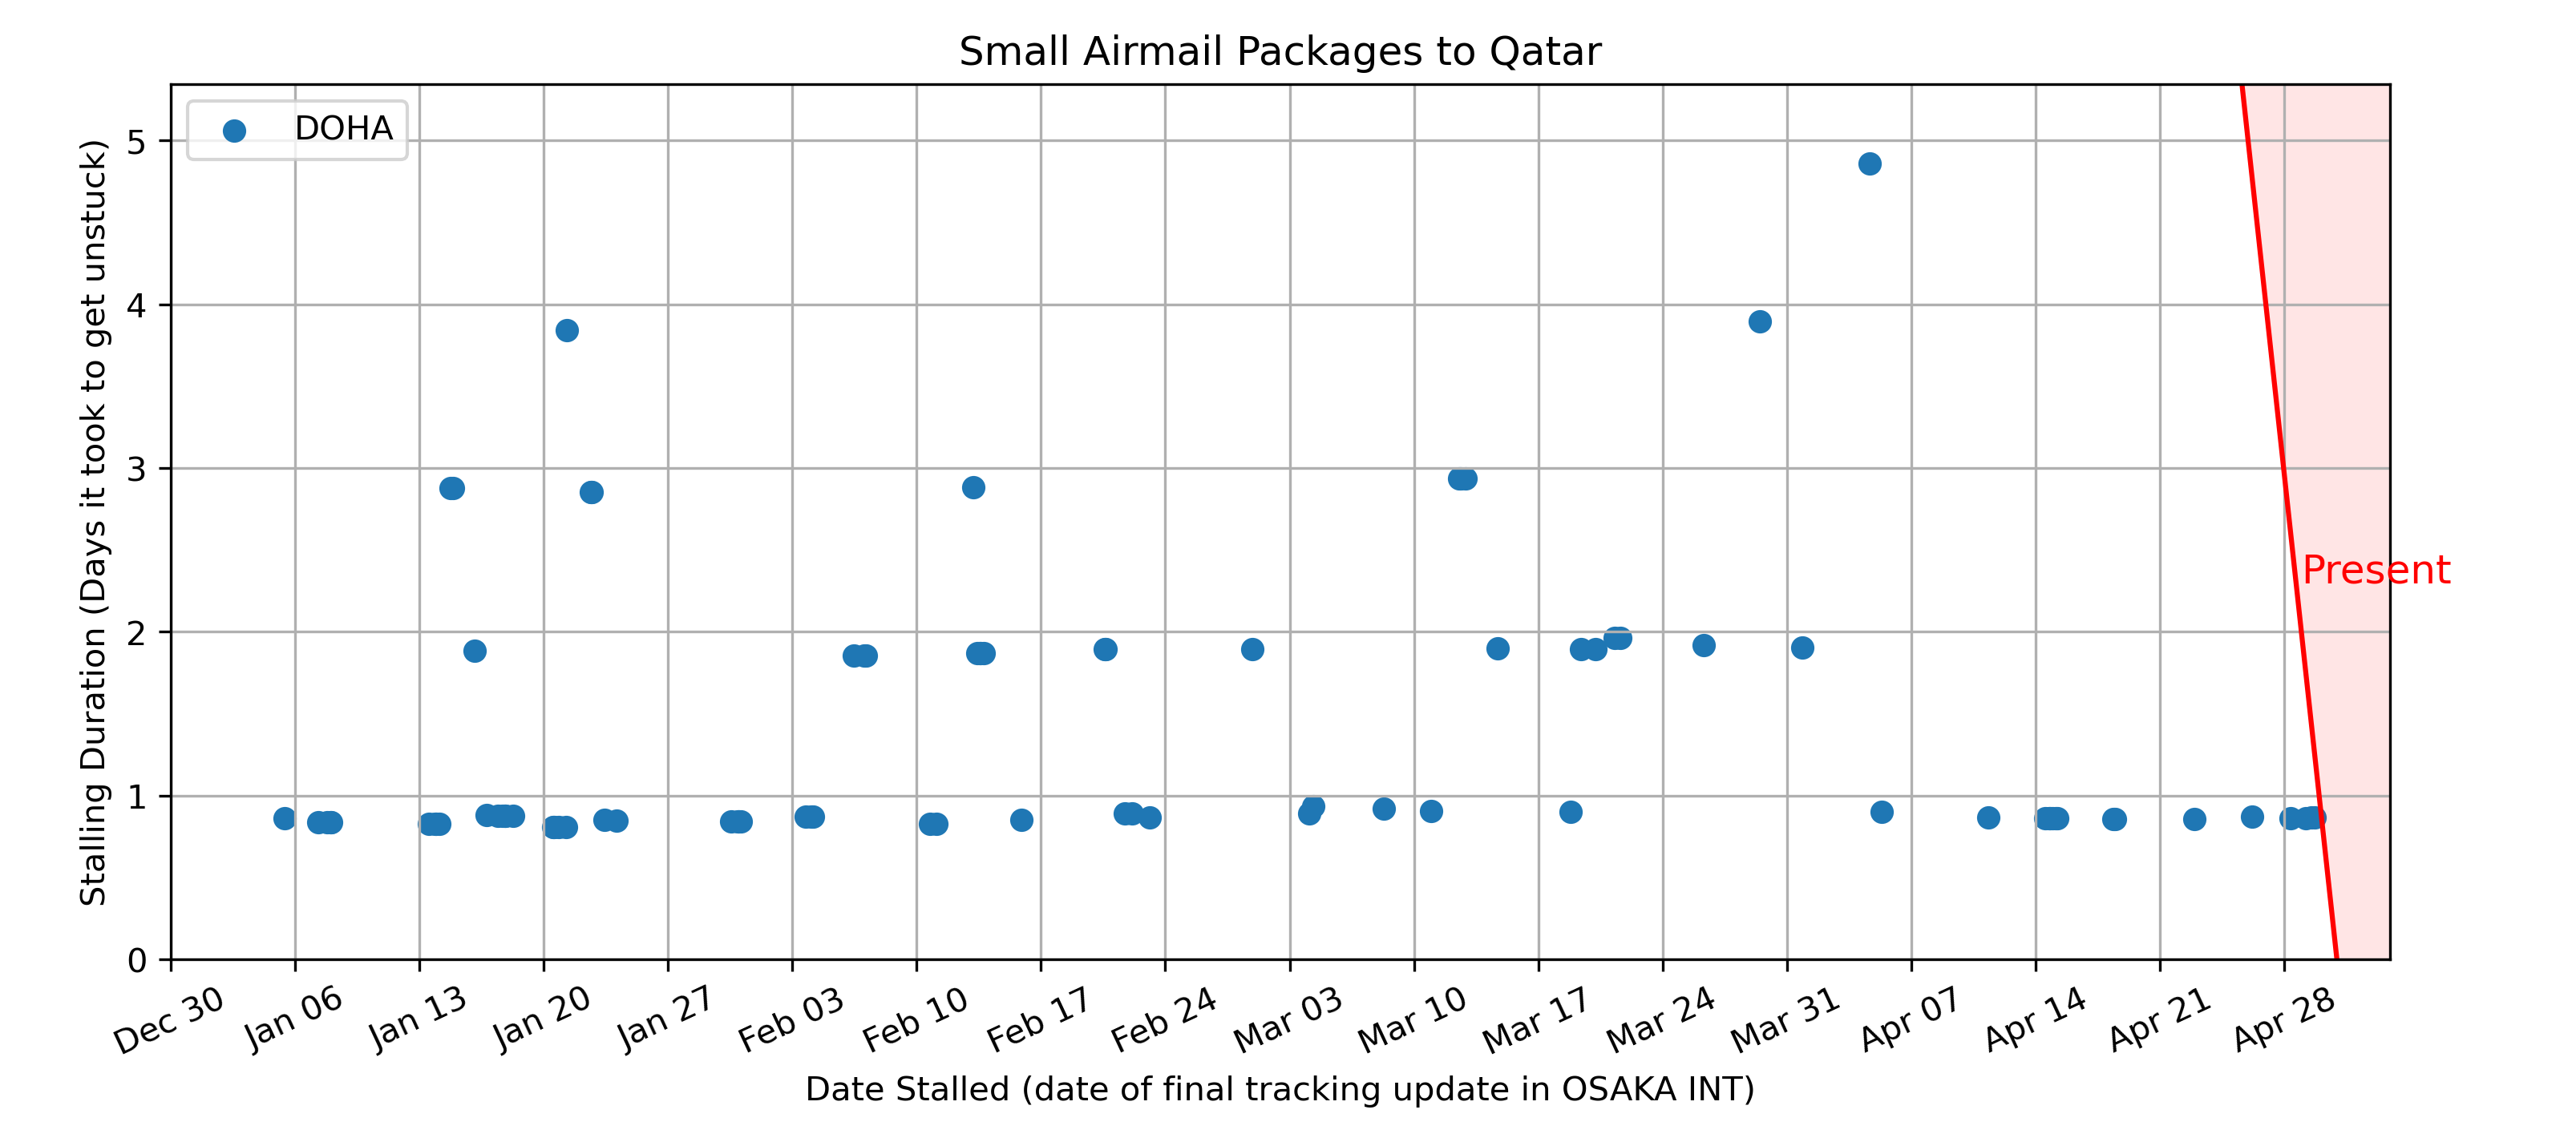 Small Airmail Packages to Qatar
DOHA
Stalling Duration (Days it took to get unstuck)
5
4
3
2
1
0
Present
Dec 30
Jan 06
Jan 13
Jan 20
Jan 27
Feb 03
Feb 10
Feb 17
Feb 24
Mar 03
Mar 10
Mar 17
Mar 24
Mar 31
Apr 07
Apr 14
Apr 21
Apr 28
Date Stalled (date of final tracking update in OSAKA INT)